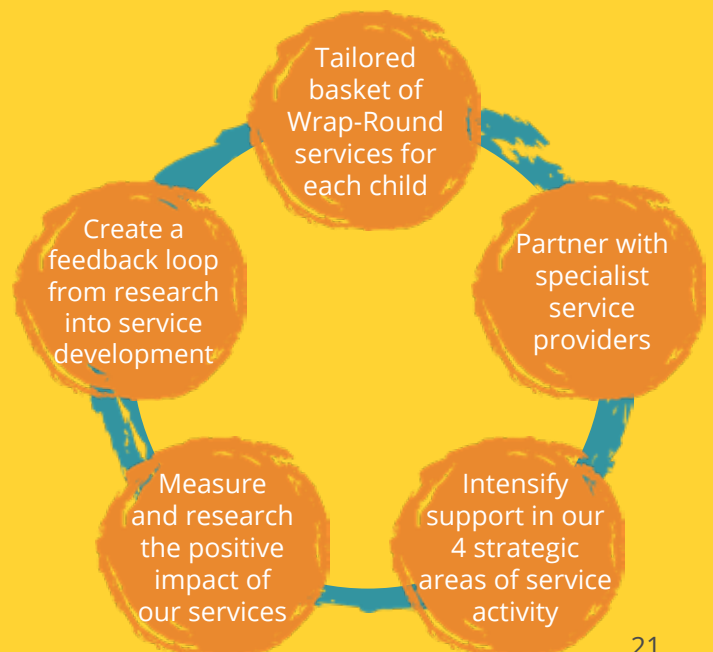 Tailored
basket of
Wrap-Round
services for
each child
Partner with
specialist
service
providers
Intensify
support in our
4 strategic
areas of service
activity
Measure
and research
the positive
impact of
our services
Create a
feedback loop
from research
into service
development
21